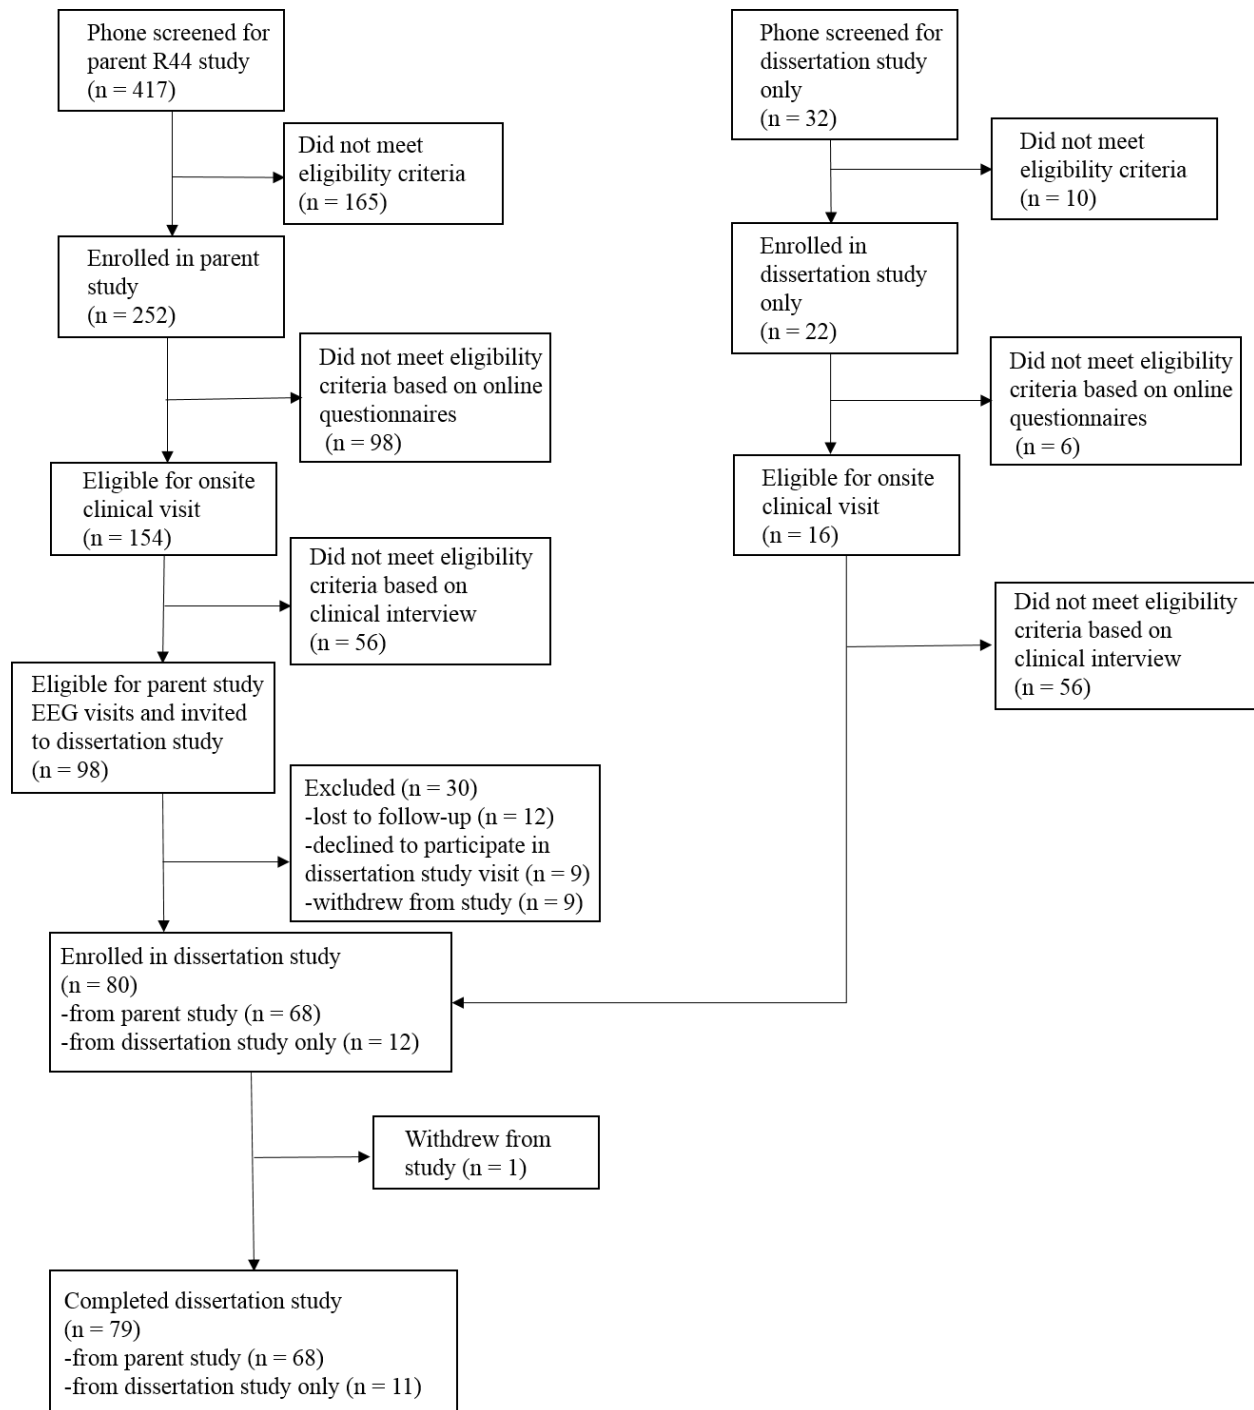 Phone screened for
parent R44 study
(n = 417)
Did not meet
eligibility criteria
(n = 165)
Enrolled in parent
study
(n = 252)
Did not meet eligibility
criteria based on online
questionnaires
(n = 98)
Eligible for onsite
clinical visit
(n = 154)
Did not meet eligibility
criteria based on
clinical interview
(n = 56)
Eligible for parent study
EEG visits and invited
to dissertation study
(n = 98)
Excluded (n = 30)
-lost to follow-up (n = 12)
-declined to participate in
dissertation study visit (n = 9)
-withdrew from study (n = 9)
Phone screened for
dissertation study
only
(n = 32)
Did not meet
eligibility criteria
(n = 10)
Enrolled in
dissertation study
only
(n = 22)
Did not meet eligibility
criteria based on online
questionnaires
(n = 6)
Eligible for onsite
clinical visit
(n = 16)
Did not meet eligibility
criteria based on
clinical interview
(n = 56)
Enrolled in dissertation study
(n = 80)
-from parent study (n = 68)
-from dissertation study only (n = 12)
Withdrew from
study (n = 1)
Completed dissertation study
(n = 79)
-from parent study (n = 68)
-from dissertation study only (n = 11)